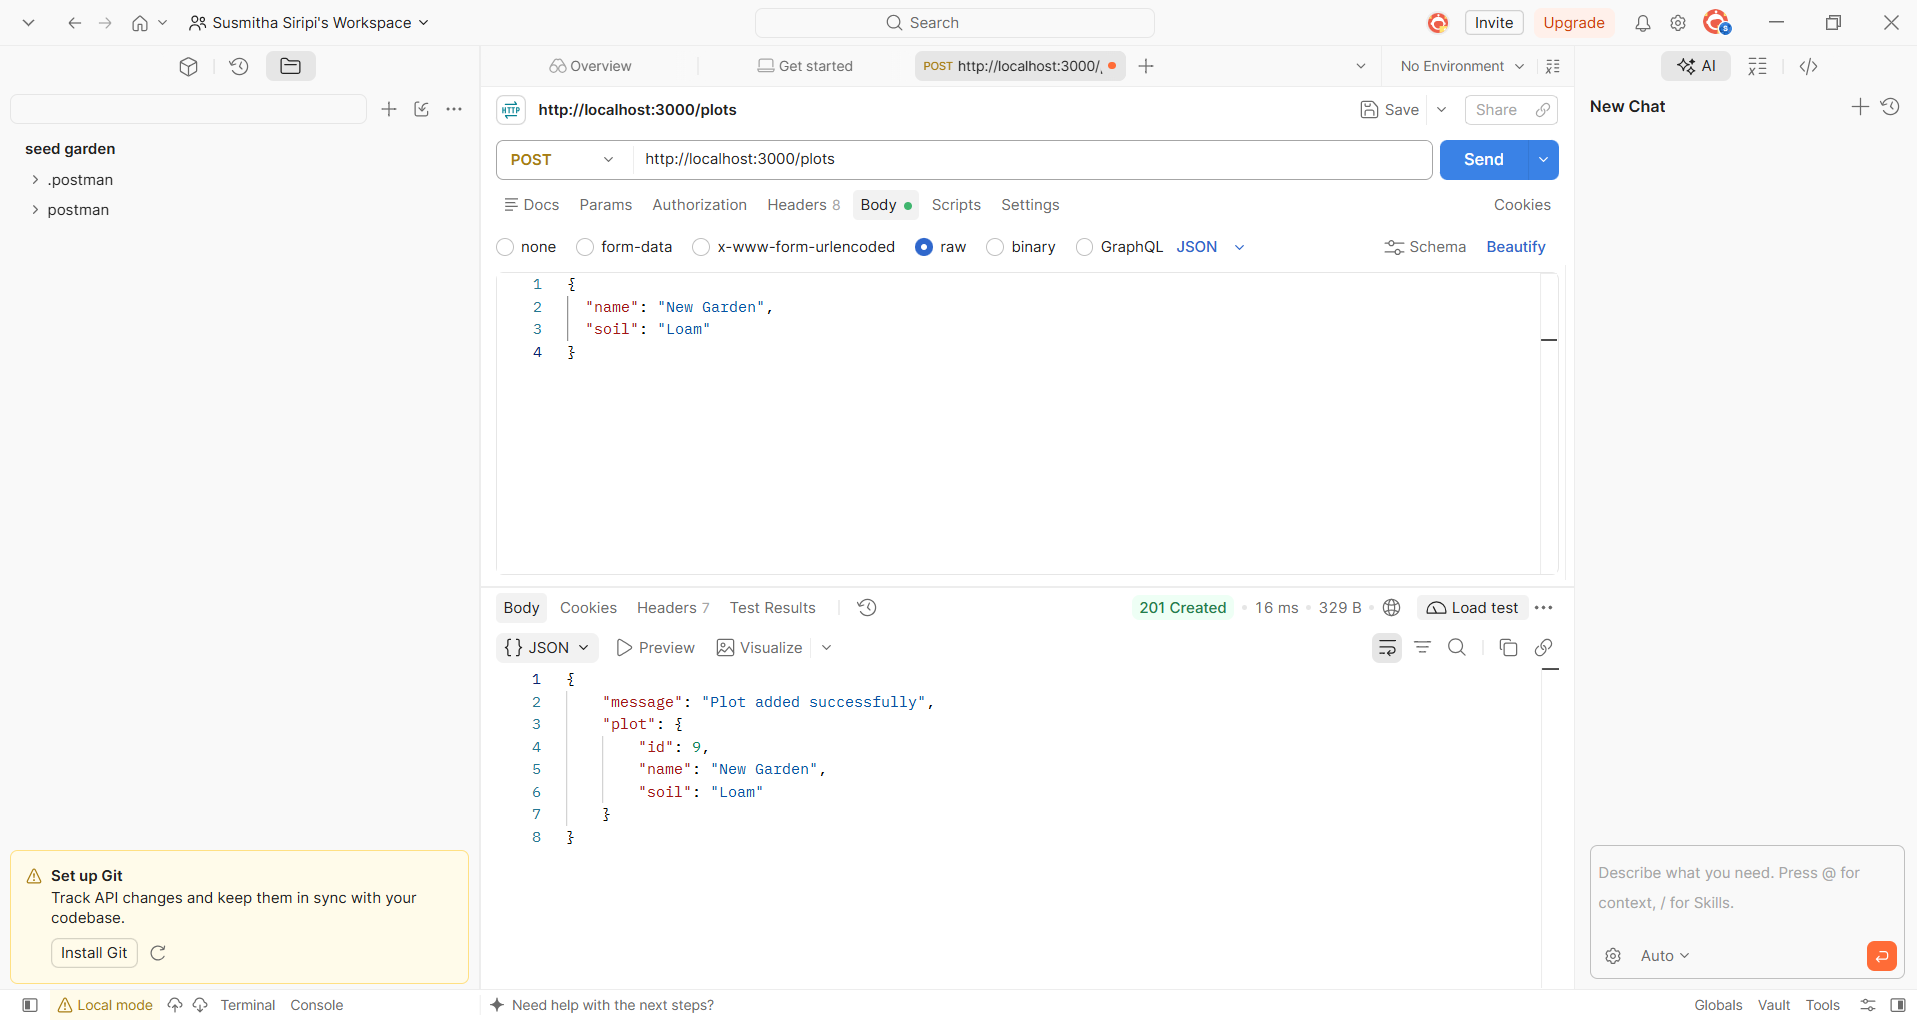 Susmitha Siripi's Workspace
Search
Invite
Upgrade
S
Overview
Get started
POST http://localhost:3000/
No Environment
AI
HTTP
http://localhost:3000/plots
Save
Share
New Chat
seed garden
.postman
postman
POST
http://localhost:3000/plots
Send
Docs
Params
Authorization
Headers 8
Body
Scripts
Settings
Cookies
none
form-data
x-www-form-urlencoded
raw
binary
GraphQL
JSON
Schema
Beautify
1 {
2 "name": "New Garden",
3 "soil": "Loam"
4 }
Body
Cookies
Headers 7
Test Results
201 Created
16 ms
329 B
Load test
{} JSON
Preview
Visualize
1 {
2 "message": "Plot added successfully",
3 "plot": {
4 "id": 9,
5 "name": "New Garden",
6 "soil": "Loam"
7 }
8 }
Set up Git
Track API changes and keep them in sync with your
codebase.
Install Git
Describe what you need. Press @ for
context, / for Skills.
Auto
Local mode
Terminal
Console
Need help with the next steps?
Globals
Vault
Tools